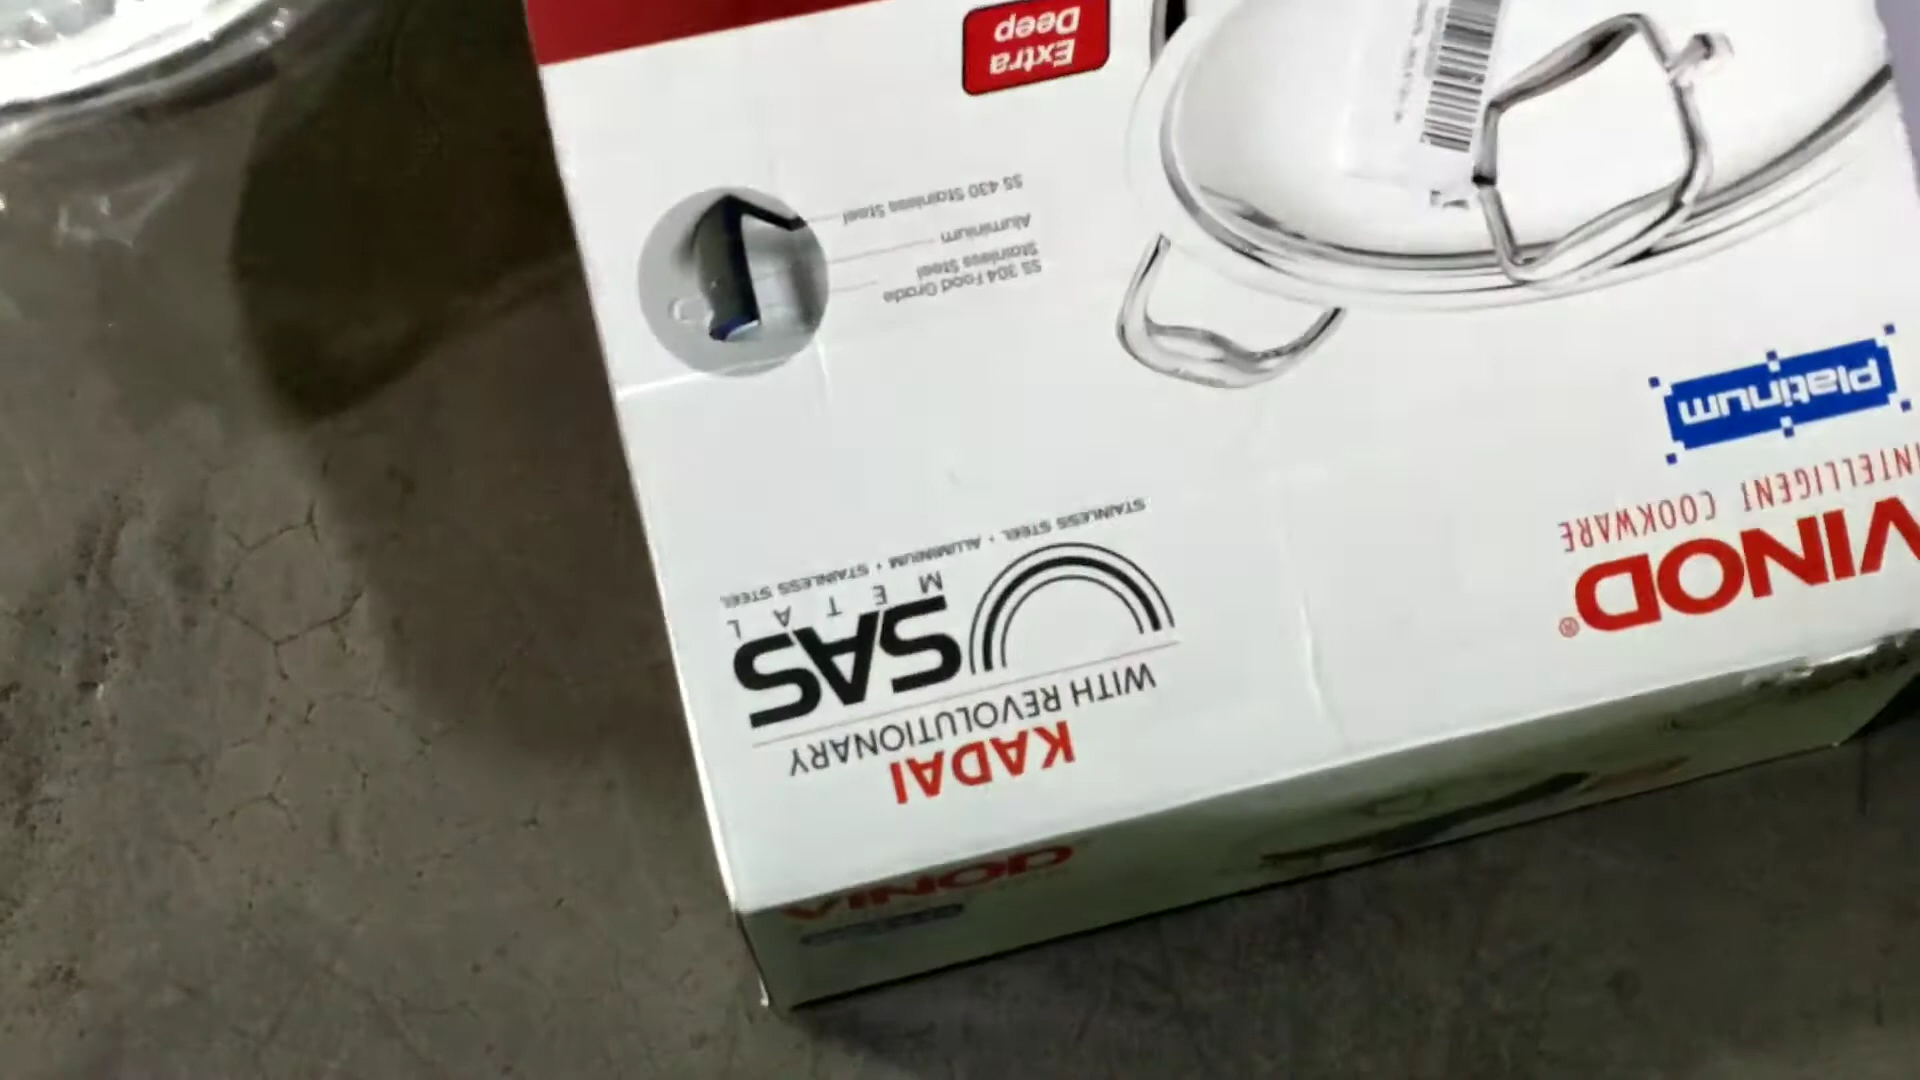 VINOD®
INTELLIGENT COOKWARE
Platinum
KADAI
WITH REVOLUTIONARY
SAS
METAL
STAINLESS STEEL • ALUMINIUM • STAINLESS STEEL
SS 304 Food Grade
Stainless Steel
Aluminium
SS 430 Stainless Steel
Extra
Deep
VINOD